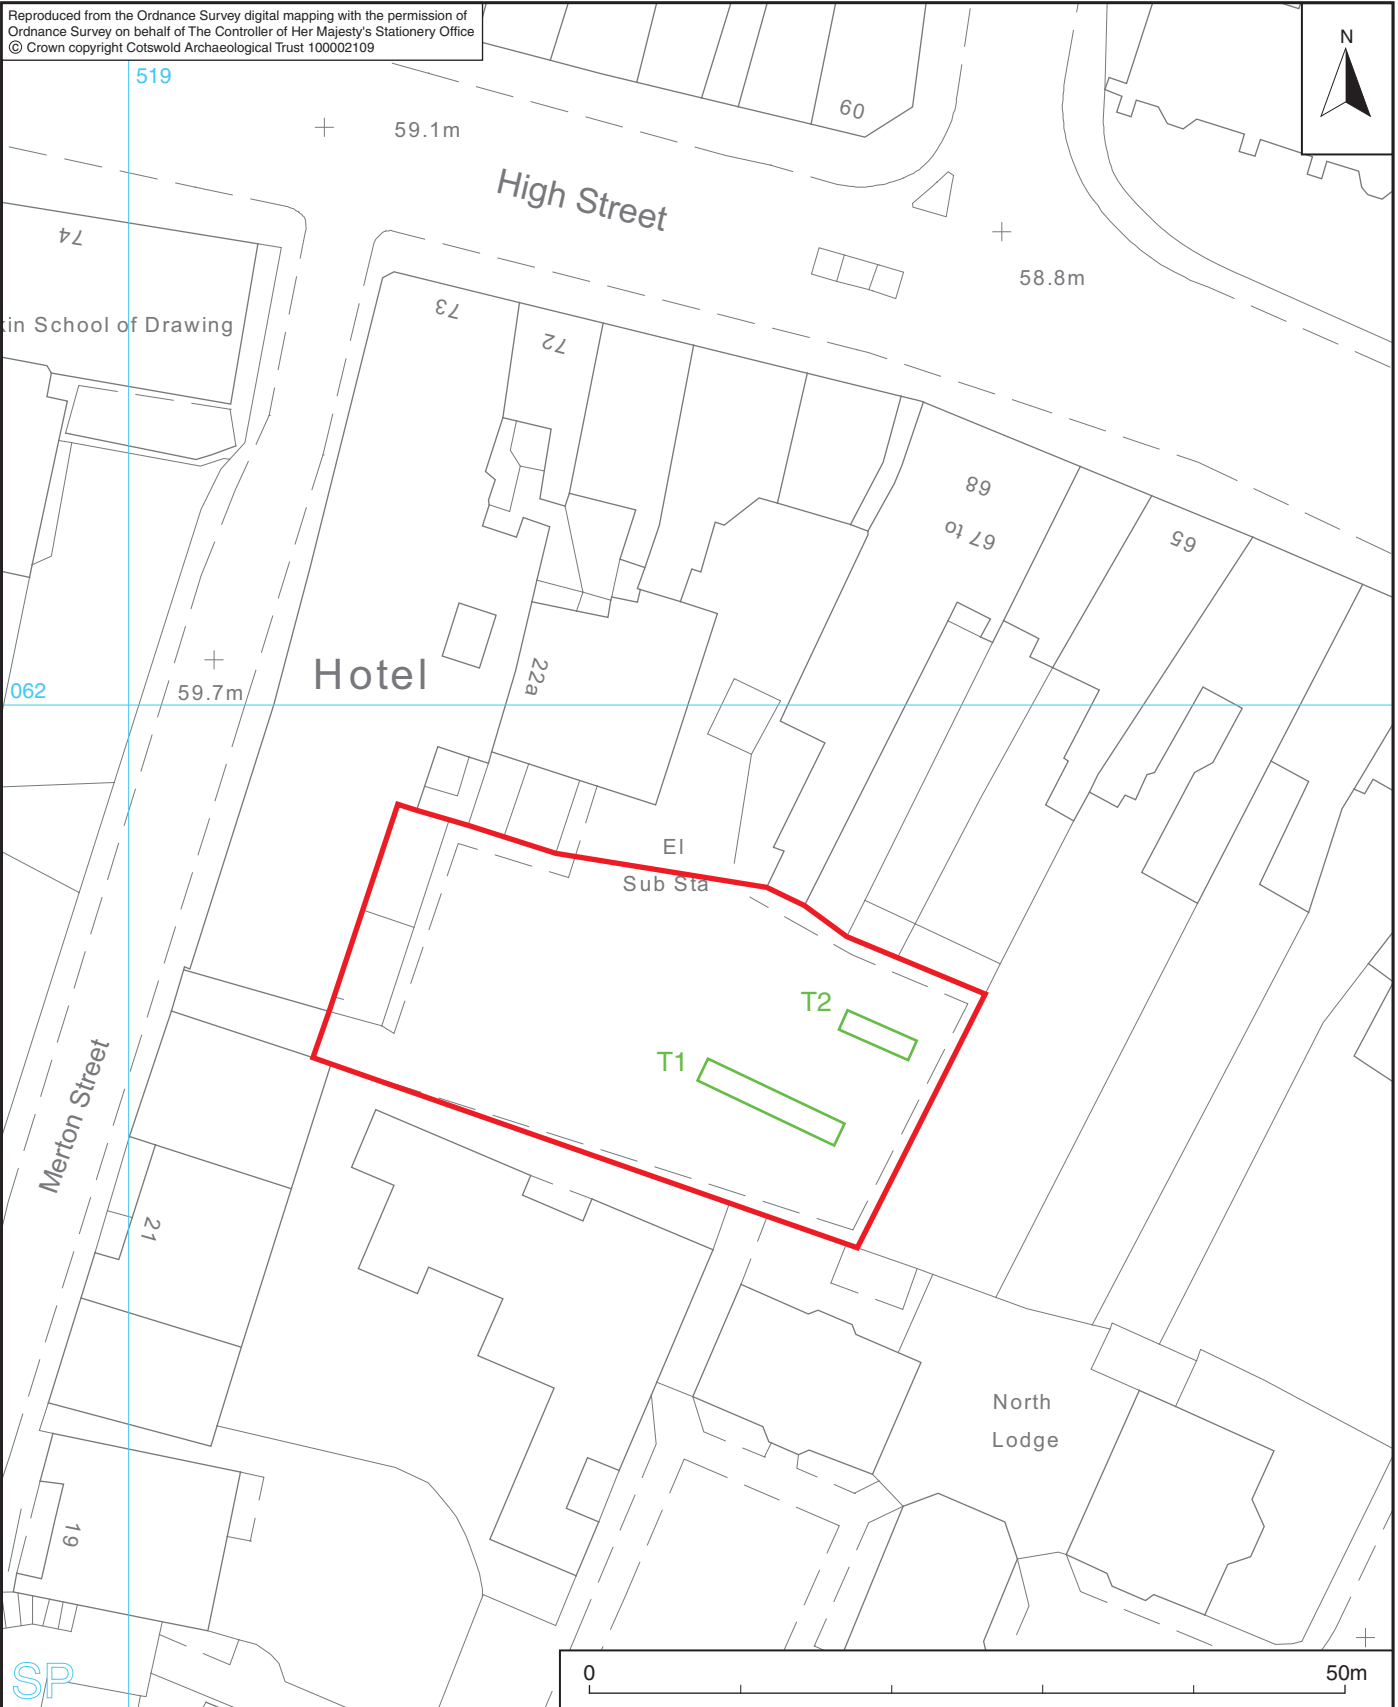 Reproduced from the Ordnance Survey digital mapping with the permission of
Ordnance Survey on behalf of The Controller of Her Majesty's Stationery Office
© Crown copyright Cotswold Archaeological Trust 100002109
N
519
60
59.1m
High Street
74
58.8m
73
kin School of Drawing
72
68
67 to
65
Hotel
22a
062
59.7m
El
Sub Sta
T2
T1
Merton Street
21
North
Lodge
19
SP
0
50m